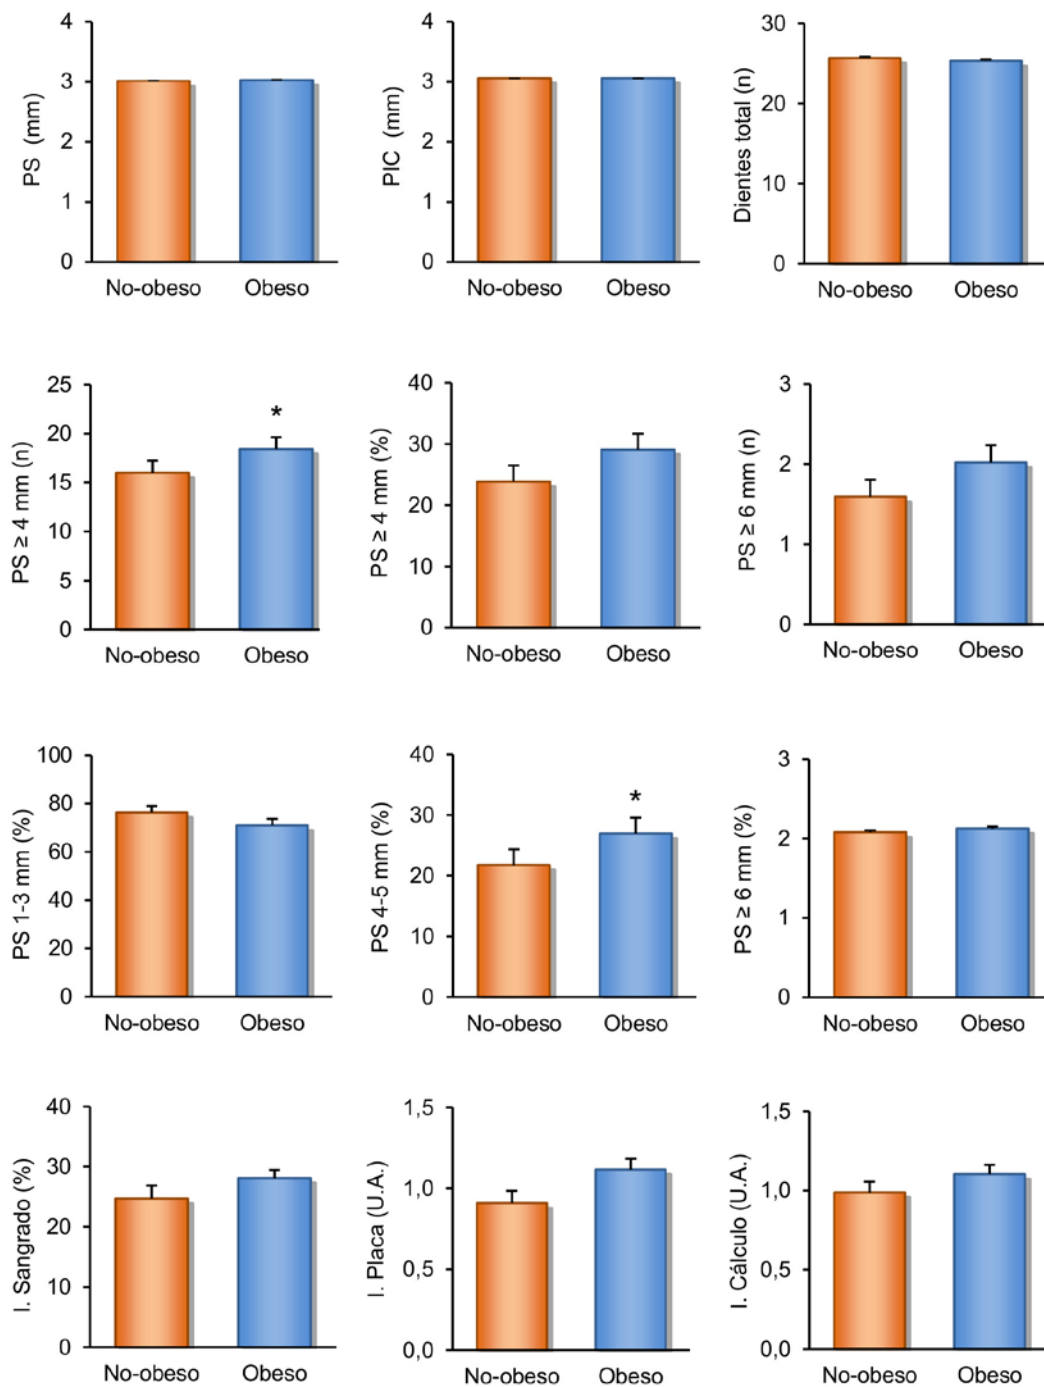 4
3
2
1
0
PS (mm)
No-obeso Obeso
4
3
2
1
0
PIC (mm)
No-obeso Obeso
30
20
10
0
Dientes total (n)
No-obeso Obeso
25
20
15
10
5
0
PS ≥ 4 mm (n)
*
No-obeso Obeso
40
30
20
10
0
PS ≥ 4 mm (%)
No-obeso Obeso
3
2
1
0
PS ≥ 6 mm (n)
No-obeso Obeso
100
80
60
40
20
0
PS 1-3 mm (%)
No-obeso Obeso
40
30
20
10
0
PS 4-5 mm (%)
*
No-obeso Obeso
3
2
1
0
PS ≥ 6 mm (%)
No-obeso Obeso
40
30
20
10
0
I. Sangrado (%)
No-obeso Obeso
1,5
1,0
0,5
0,0
I. Placa (U.A.)
No-obeso Obeso
1,5
1,0
0,5
0,0
I. Cálculo (U.A.)
No-obeso Obeso